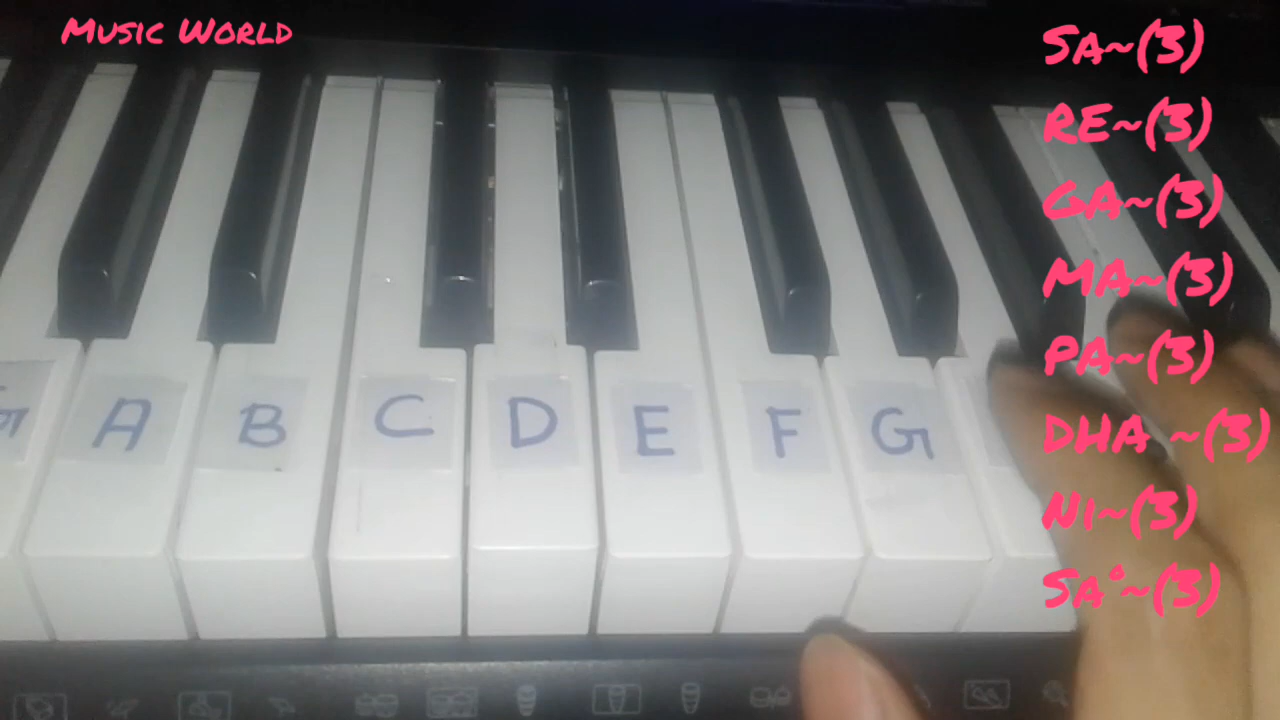 Music World
Sa~(3)
Re~(3)
Ga~(3)
Ma~(3)
Pa~(3)
Dha ~(3)
Ni~(3)
Sa°~(3)
G A B C D E F G